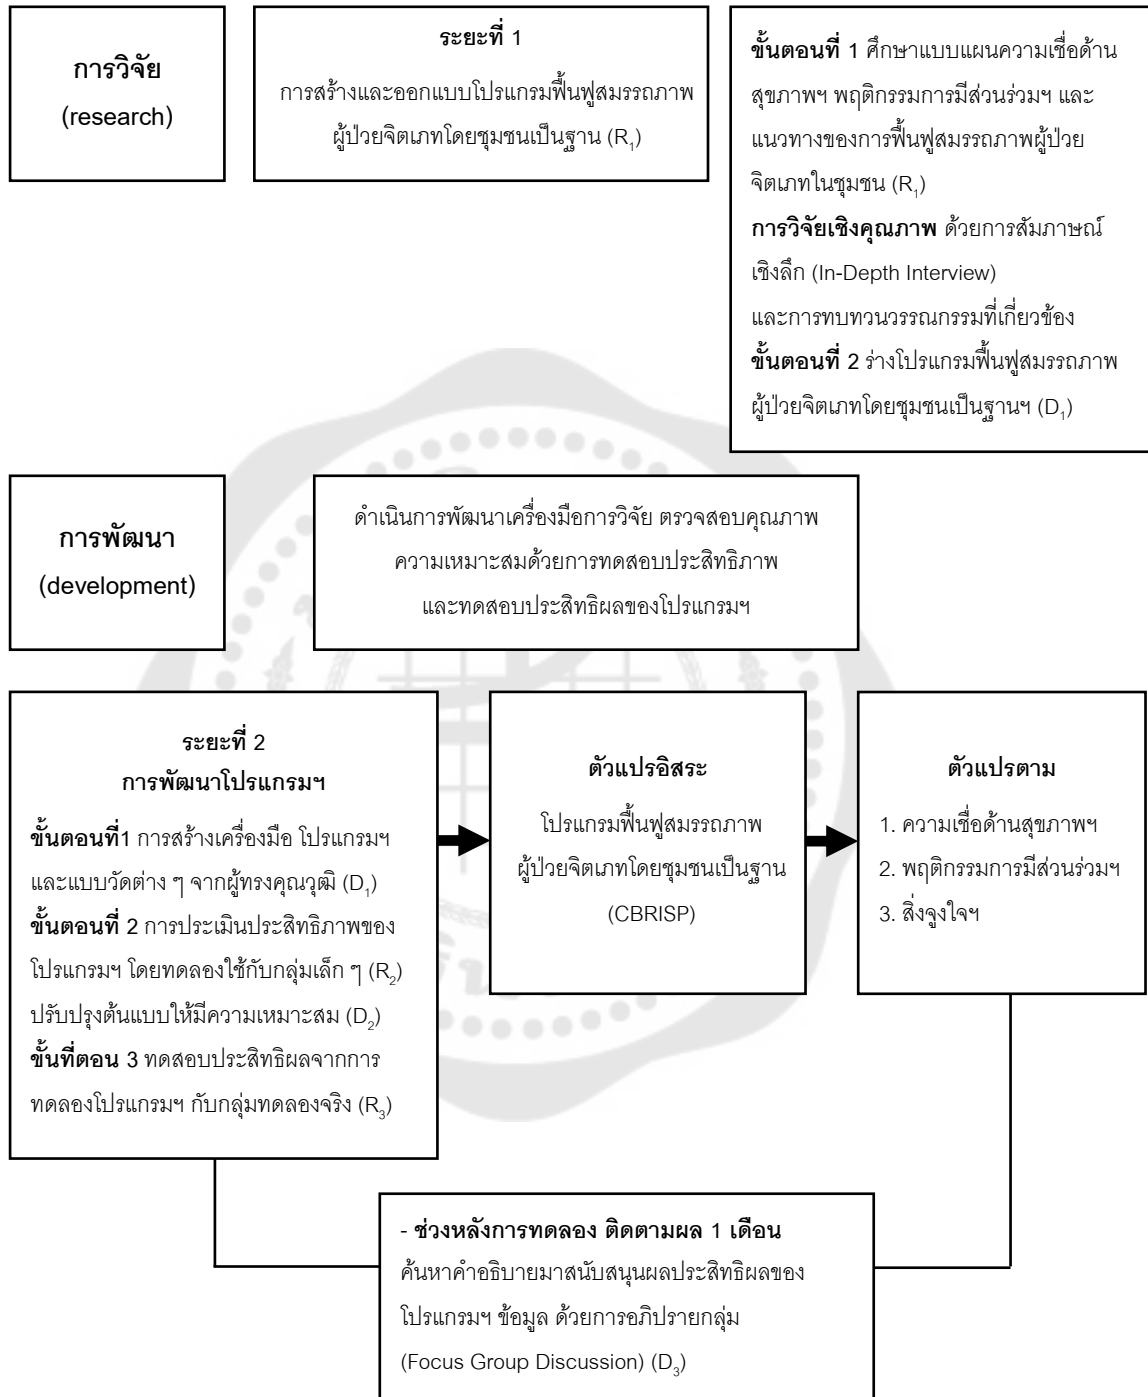 การวิจัย
(research)
ระยะที่ 1
การสร้างและออกแบบโปรแกรมฟื้นฟูสมรรถภาพ
ผู้ป่วยจิตเภทโดยชุมชนเป็นฐาน (R₁)
ขั้นตอนที่ 1 ศึกษาแบบแผนความเชื่อด้าน
สุขภาพฯ พฤติกรรมการมีส่วนร่วมฯ และ
แนวทางของการฟื้นฟูสมรรถภาพผู้ป่วย
จิตเภทในชุมชน (R₁)
การวิจัยเชิงคุณภาพ ด้วยการสัมภาษณ์
เชิงลึก (In-Depth Interview)
และการทบทวนวรรณกรรมที่เกี่ยวข้อง
ขั้นตอนที่ 2 ร่างโปรแกรมฟื้นฟูสมรรถภาพ
ผู้ป่วยจิตเภทโดยชุมชนเป็นฐานฯ (D₁)
การพัฒนา
(development)
ดำเนินการพัฒนาเครื่องมือการวิจัย ตรวจสอบคุณภาพ
ความเหมาะสมด้วยการทดสอบประสิทธิภาพ
และทดสอบประสิทธิผลของโปรแกรมฯ
ระยะที่ 2
การพัฒนาโปรแกรมฯ
ขั้นตอนที่1 การสร้างเครื่องมือ โปรแกรมฯ
และแบบวัดต่าง ๆ จากผู้ทรงคุณวุฒิ (D₁)
ขั้นตอนที่ 2 การประเมินประสิทธิภาพของ
โปรแกรมฯ โดยทดลองใช้กับกลุ่มเล็ก ๆ (R₂)
ปรับปรุงต้นแบบให้มีความเหมาะสม (D₂)
ขั้นที่ตอน 3 ทดสอบประสิทธิผลจากการ
ทดลองโปรแกรมฯ กับกลุ่มทดลองจริง (R₃)
ตัวแปรอิสระ
โปรแกรมฟื้นฟูสมรรถภาพ
ผู้ป่วยจิตเภทโดยชุมชนเป็นฐาน
(CBRISP)
ตัวแปรตาม
1. ความเชื่อด้านสุขภาพฯ
2. พฤติกรรมการมีส่วนร่วมฯ
3. สิ่งจูงใจฯ
- ช่วงหลังการทดลอง ติดตามผล 1 เดือน
ค้นหาคำอธิบายมาสนับสนุนผลประสิทธิผลของ
โปรแกรมฯ ข้อมูล ด้วยการอภิปรายกลุ่ม
(Focus Group Discussion) (D₃)